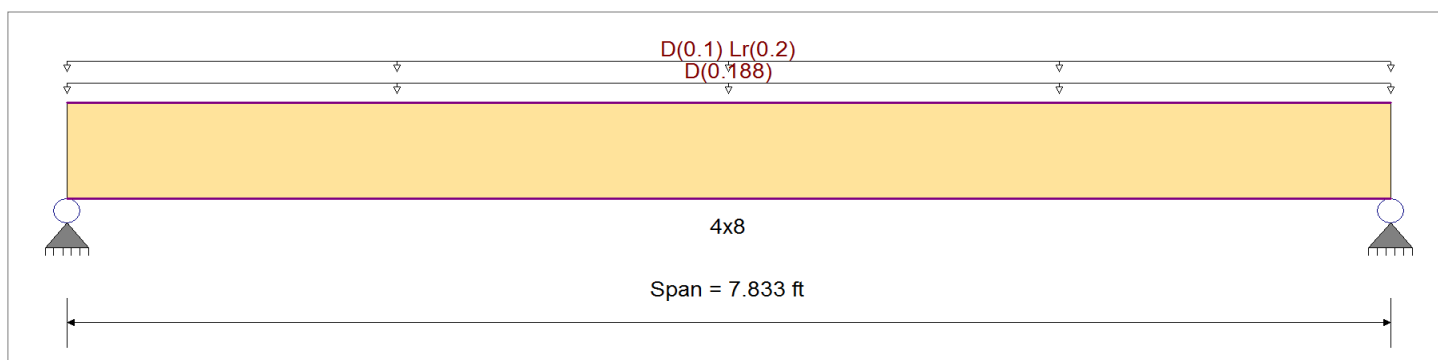 D(0.1) Lr(0.2)
D(0.188)
4x8
Span = 7.833 ft